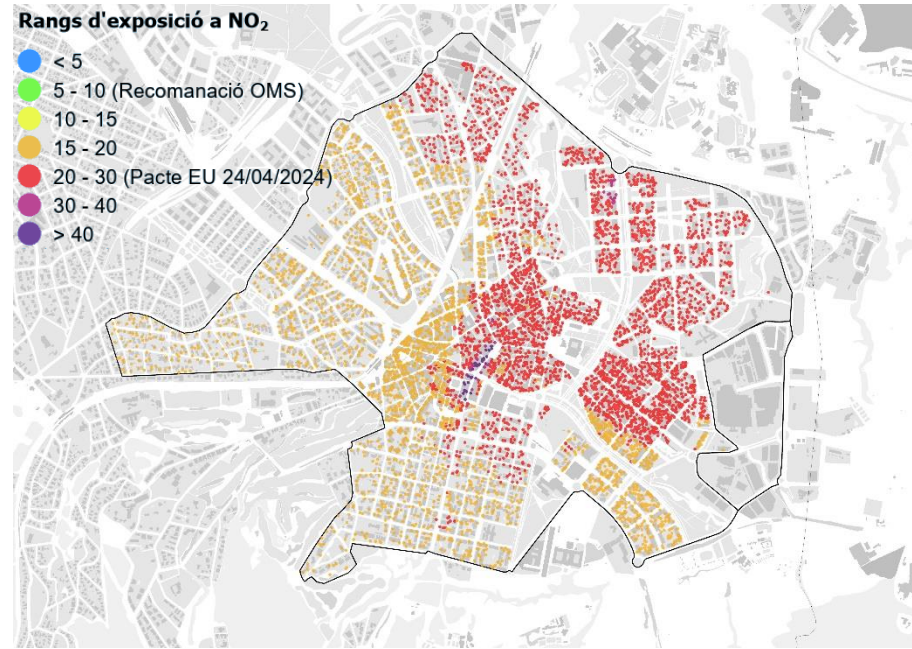 Rangs d'exposició a NO₂
< 5
5 - 10 (Recomanació OMS)
10 - 15
15 - 20
20 - 30 (Pacte EU 24/04/2024)
30 - 40
> 40